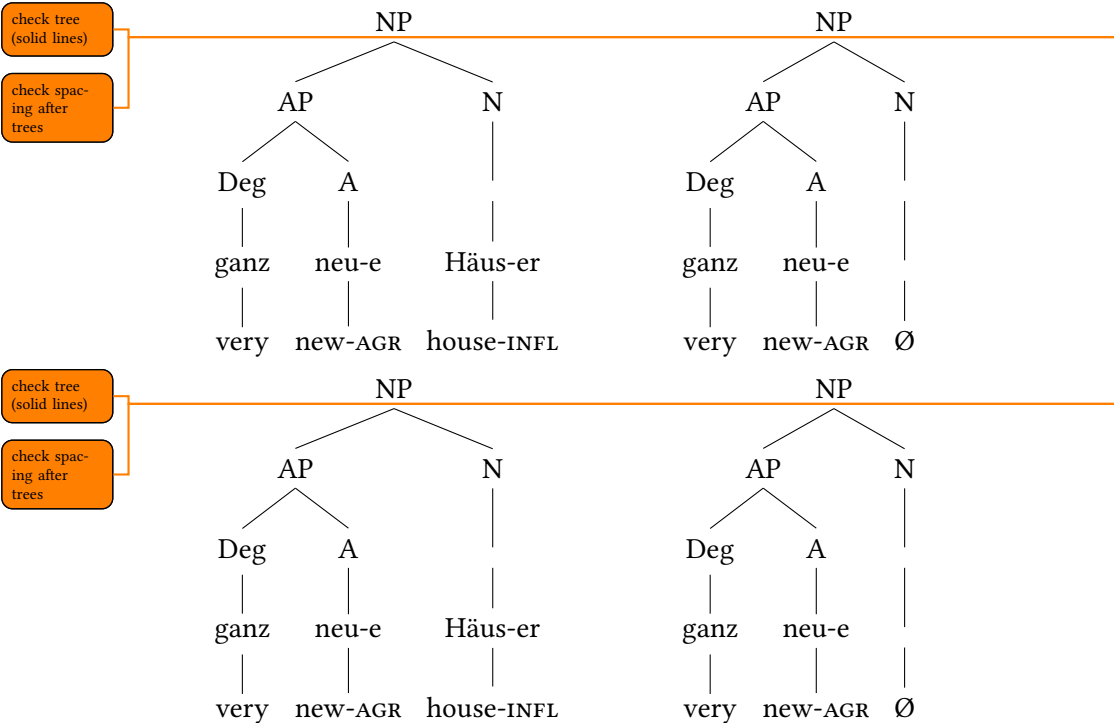 check tree
(solid lines)
check spac-
ing after
trees
NP NP
AP N AP N
Deg A Deg A
ganz neu-e Häus-er ganz neu-e
very new-AGR house-INFL very new-AGR Ø
check tree
(solid lines)
check spac-
ing after
trees
NP NP
AP N AP N
Deg A Deg A
ganz neu-e Häus-er ganz neu-e
very new-AGR house-INFL very new-AGR Ø